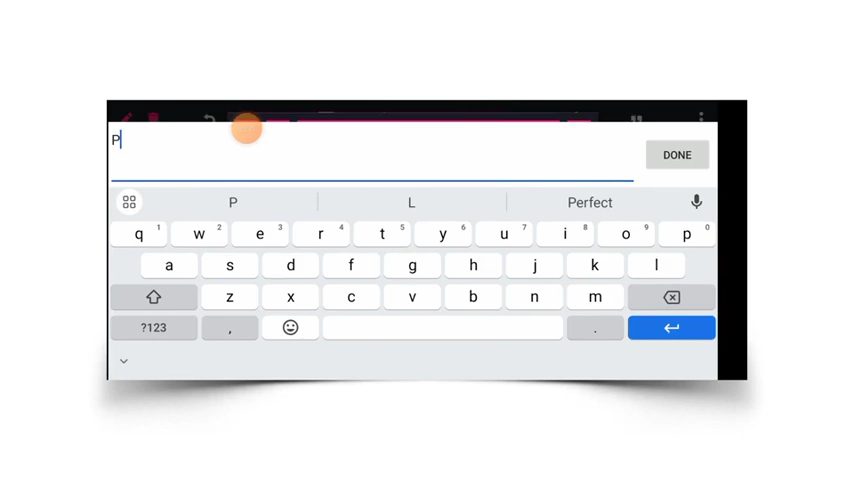 P
DONE
P L Perfect
q 1 w 2 e 3 r 4 t 5 y 6 u 7 i 8 o 9 p 0
a s d f g h j k l
z x c v b n m
?123 , .